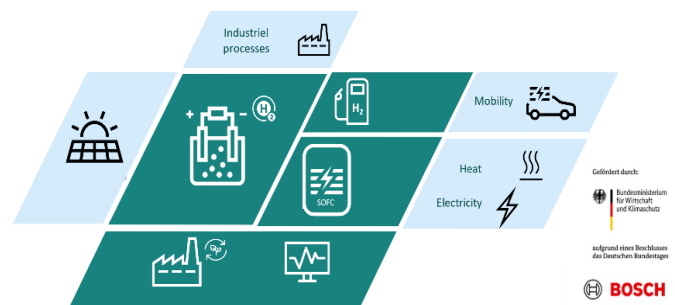 Industriel
processes
+
-
H2
H2
Mobility
SOFC
Heat
Electricity
Gefördert durch:
Bundesministerium
für Wirtschaft
und Klimaschutz
aufgrund eines Beschlusses
des Deutschen Bundestages
BOSCH